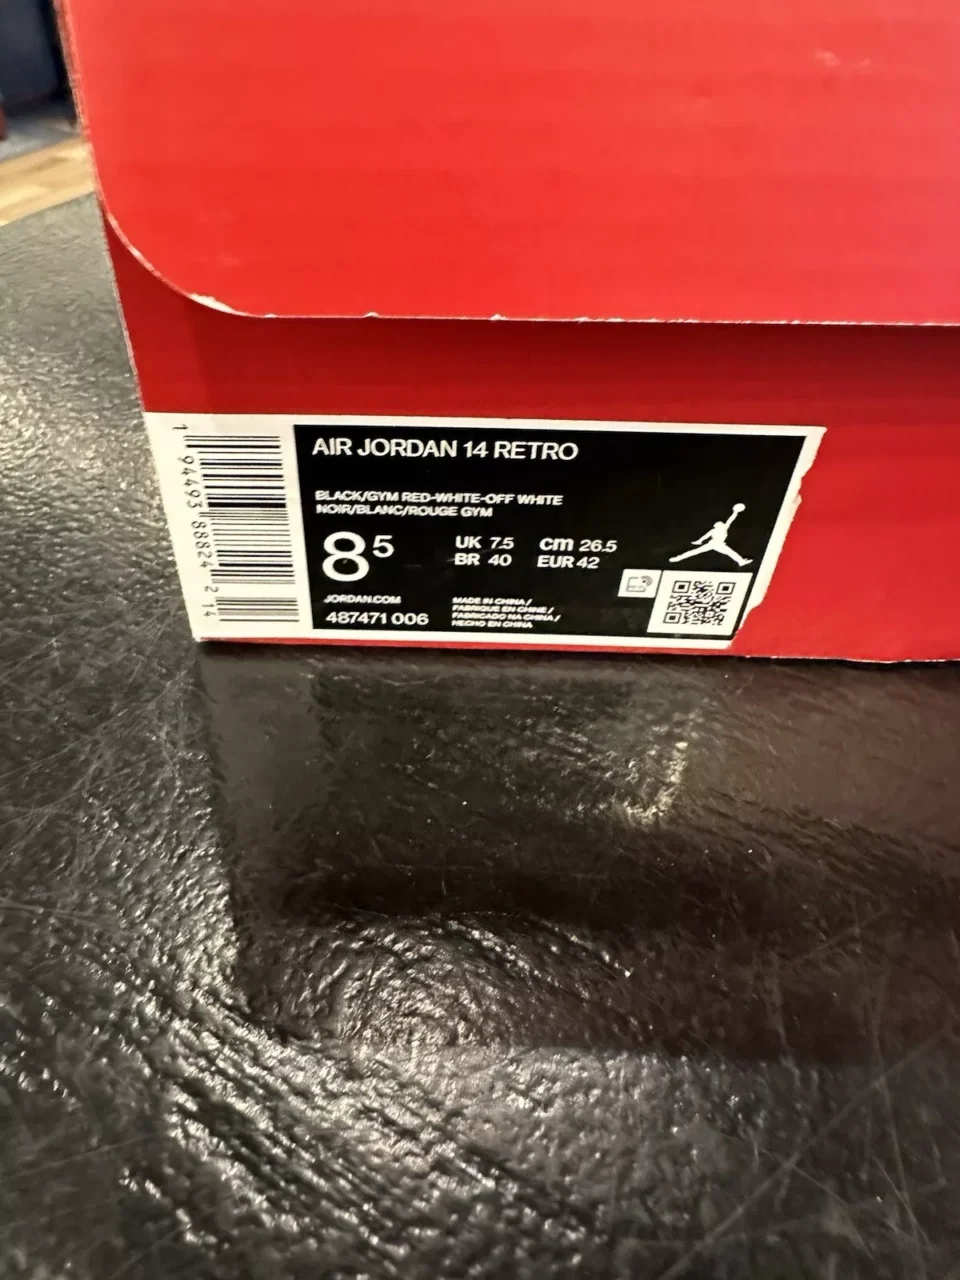 AIR JORDAN 14 RETRO
BLACK/GYM RED-WHITE-OFF WHITE
NOIR/BLANC/ROUGE GYM
8 5
UK 7.5 cm 26.5
BR 40 EUR 42
JORDAN.COM
487471 006
MADE IN CHINA /
FABRIQUE EN CHINE /
FABRICADO NA CHINA /
HECHO EN CHINA
1 94493 88824 2 14